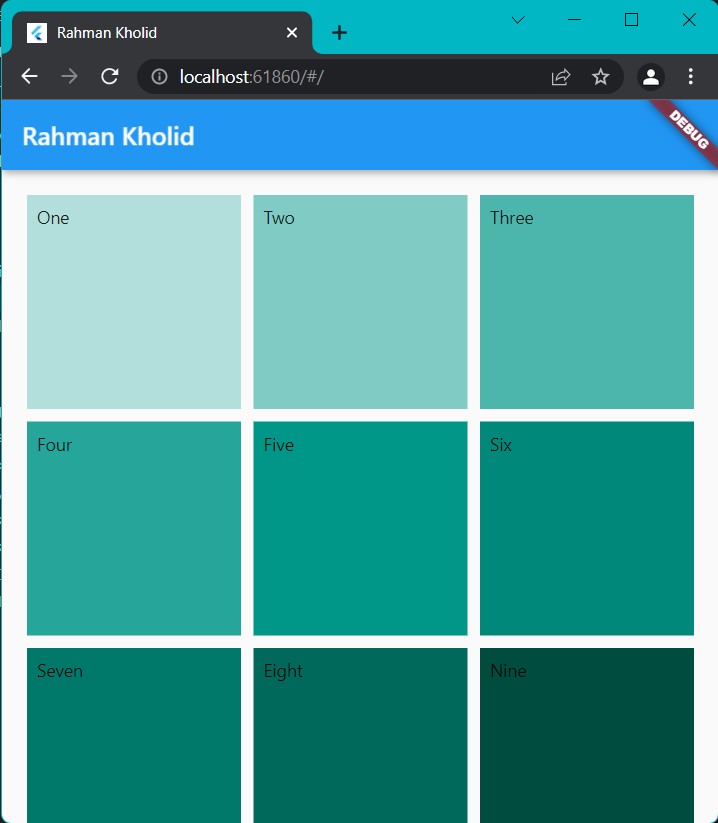 Rahman Kholid
localhost:61860/#/
Rahman Kholid
DEBUG
One
Two
Three
Four
Five
Six
Seven
Eight
Nine